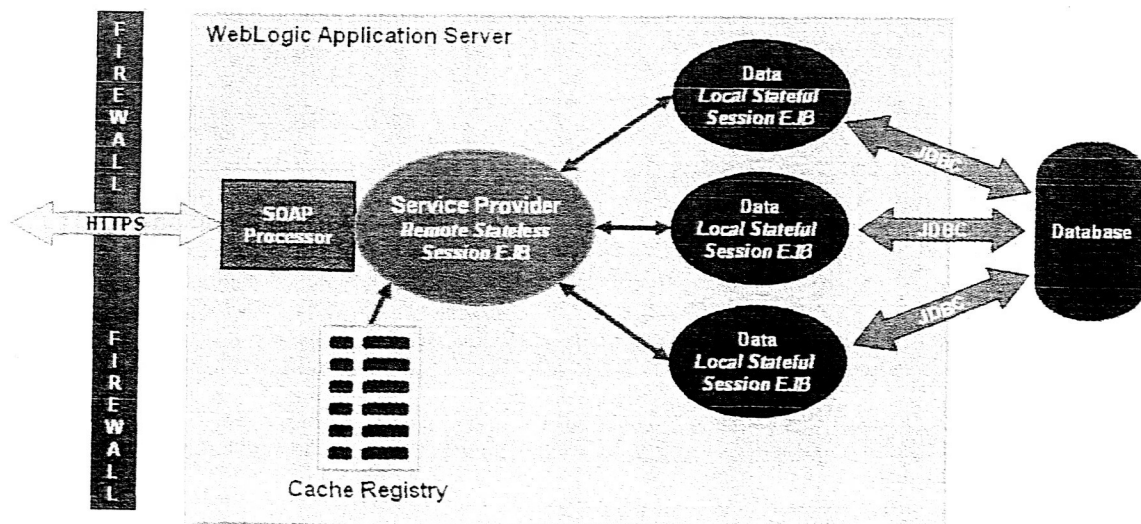 FIREWALL
FIREWALL
WebLogic Application Server
HTTPS
SOAP
Processor
Service Provider
Remote Stateless
Session EJB
Cache Registry
Data
Local Stateful
Session EJB
Data
Local Stateful
Session EJB
Data
Local Stateful
Session EJB
JDBC
JDBC
JDBC
Database